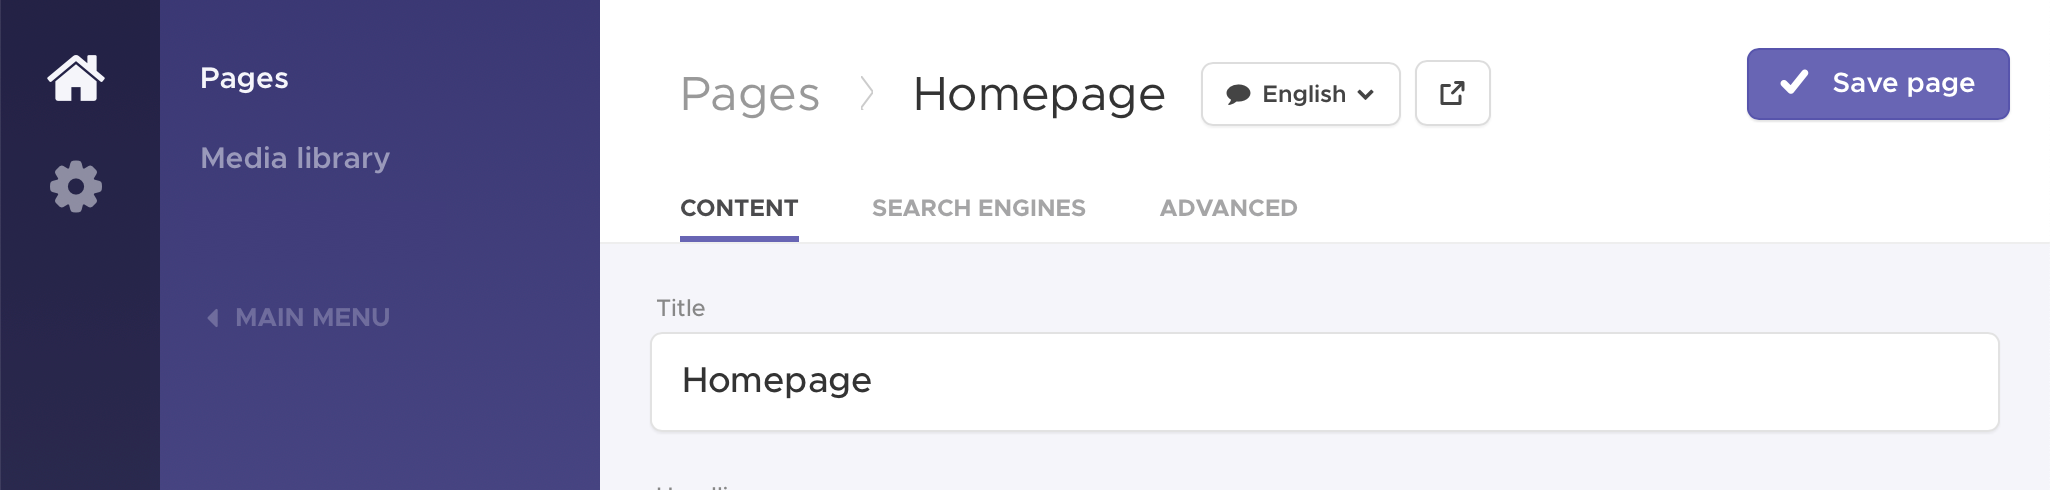 Pages
Media library
MAIN MENU
Pages Homepage English
Save page
CONTENT SEARCH ENGINES ADVANCED
Title
Homepage